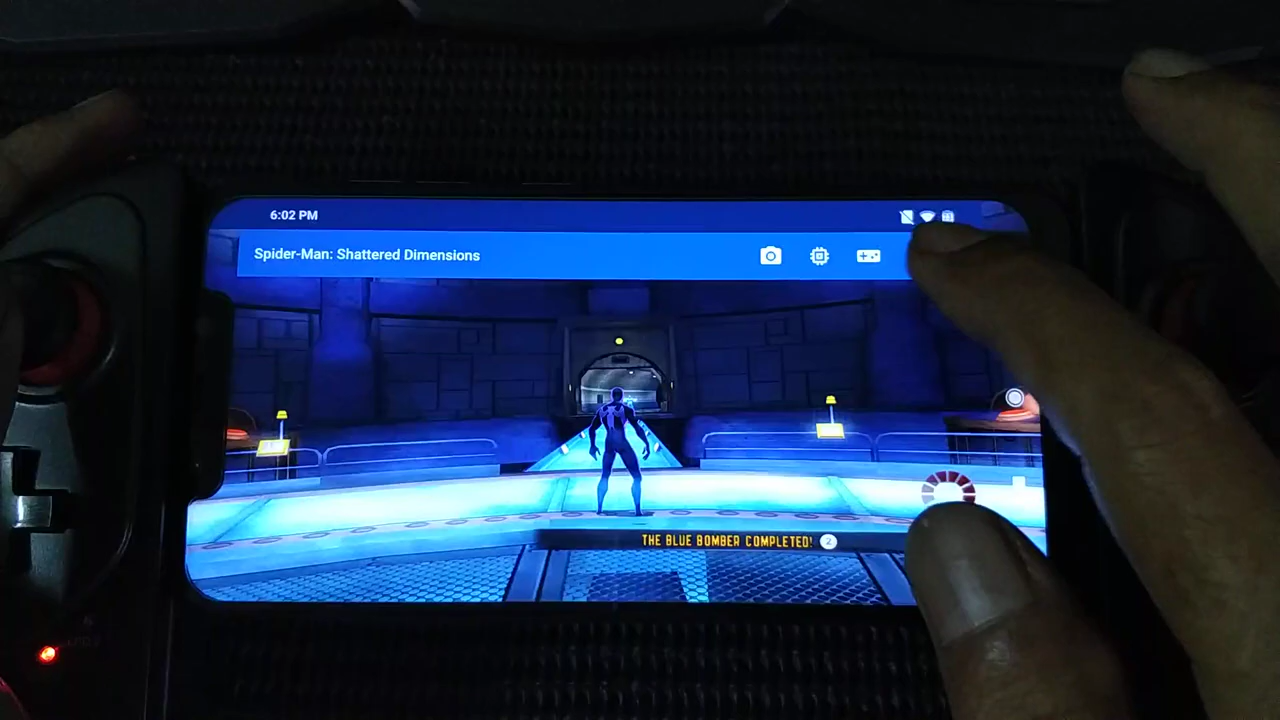 6:02 PM
Spider-Man: Shattered Dimensions
THE BLUE BOMBER COMPLETED! 2